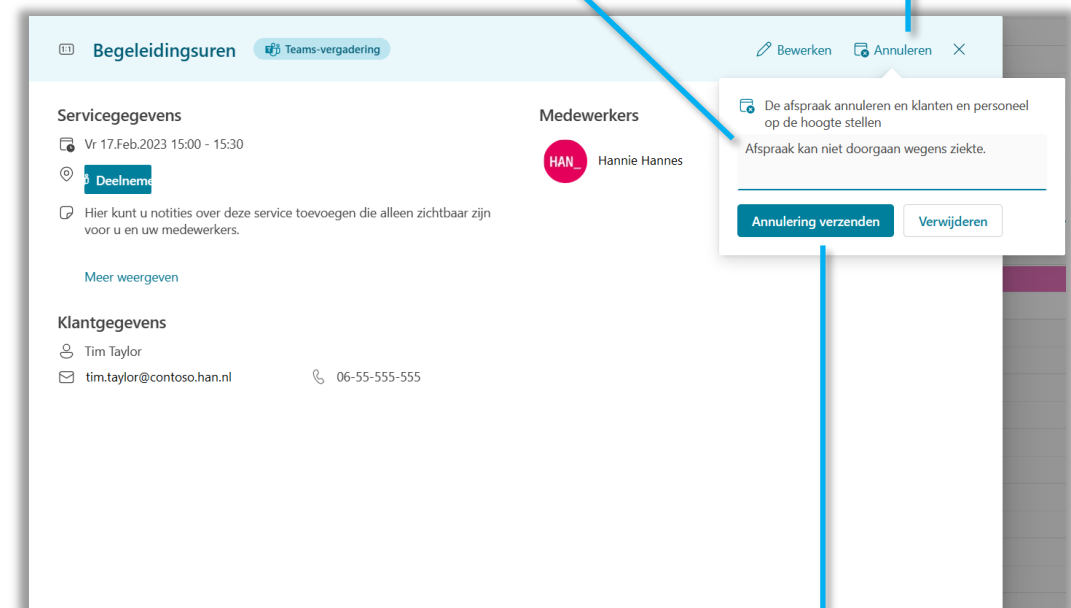 1:1 Begeleidingsuren Teams-vergadering Bewerken Annuleren
Servicegegevens
Vr 17.Feb.2023 15:00 - 15:30
Deelneme
Hier kunt u notities over deze service toevoegen die alleen zichtbaar zijn
voor u en uw medewerkers.
Meer weergeven
Klantgegevens
Tim Taylor
tim.taylor@contoso.han.nl 06-55-555-555
Medewerkers
HAN_ Hannie Hannes
De afspraak annuleren en klanten en personeel
op de hoogte stellen
Afspraak kan niet doorgaan wegens ziekte.
Annulering verzenden Verwijderen